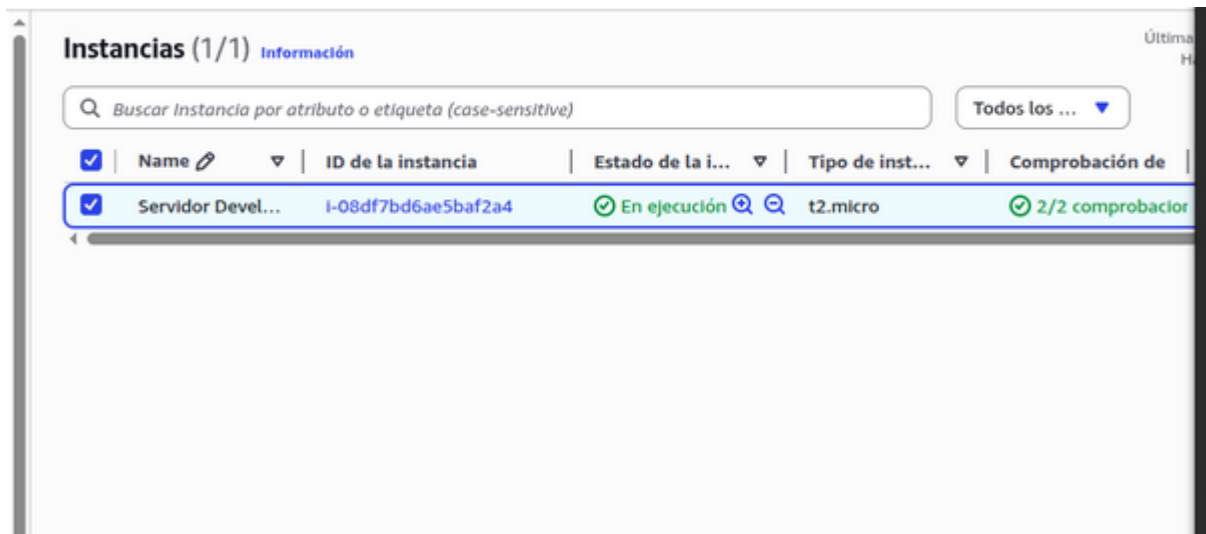 Instancias (1/1) Información
Última
Buscar Instancia por atributo o etiqueta (case-sensitive)
Todos los ...
Name ID de la instancia Estado de la i... Tipo de inst... Comprobación de
Servidor Devel... i-08df7bd6ae5baf2a4 En ejecución t2.micro 2/2 comprobacior